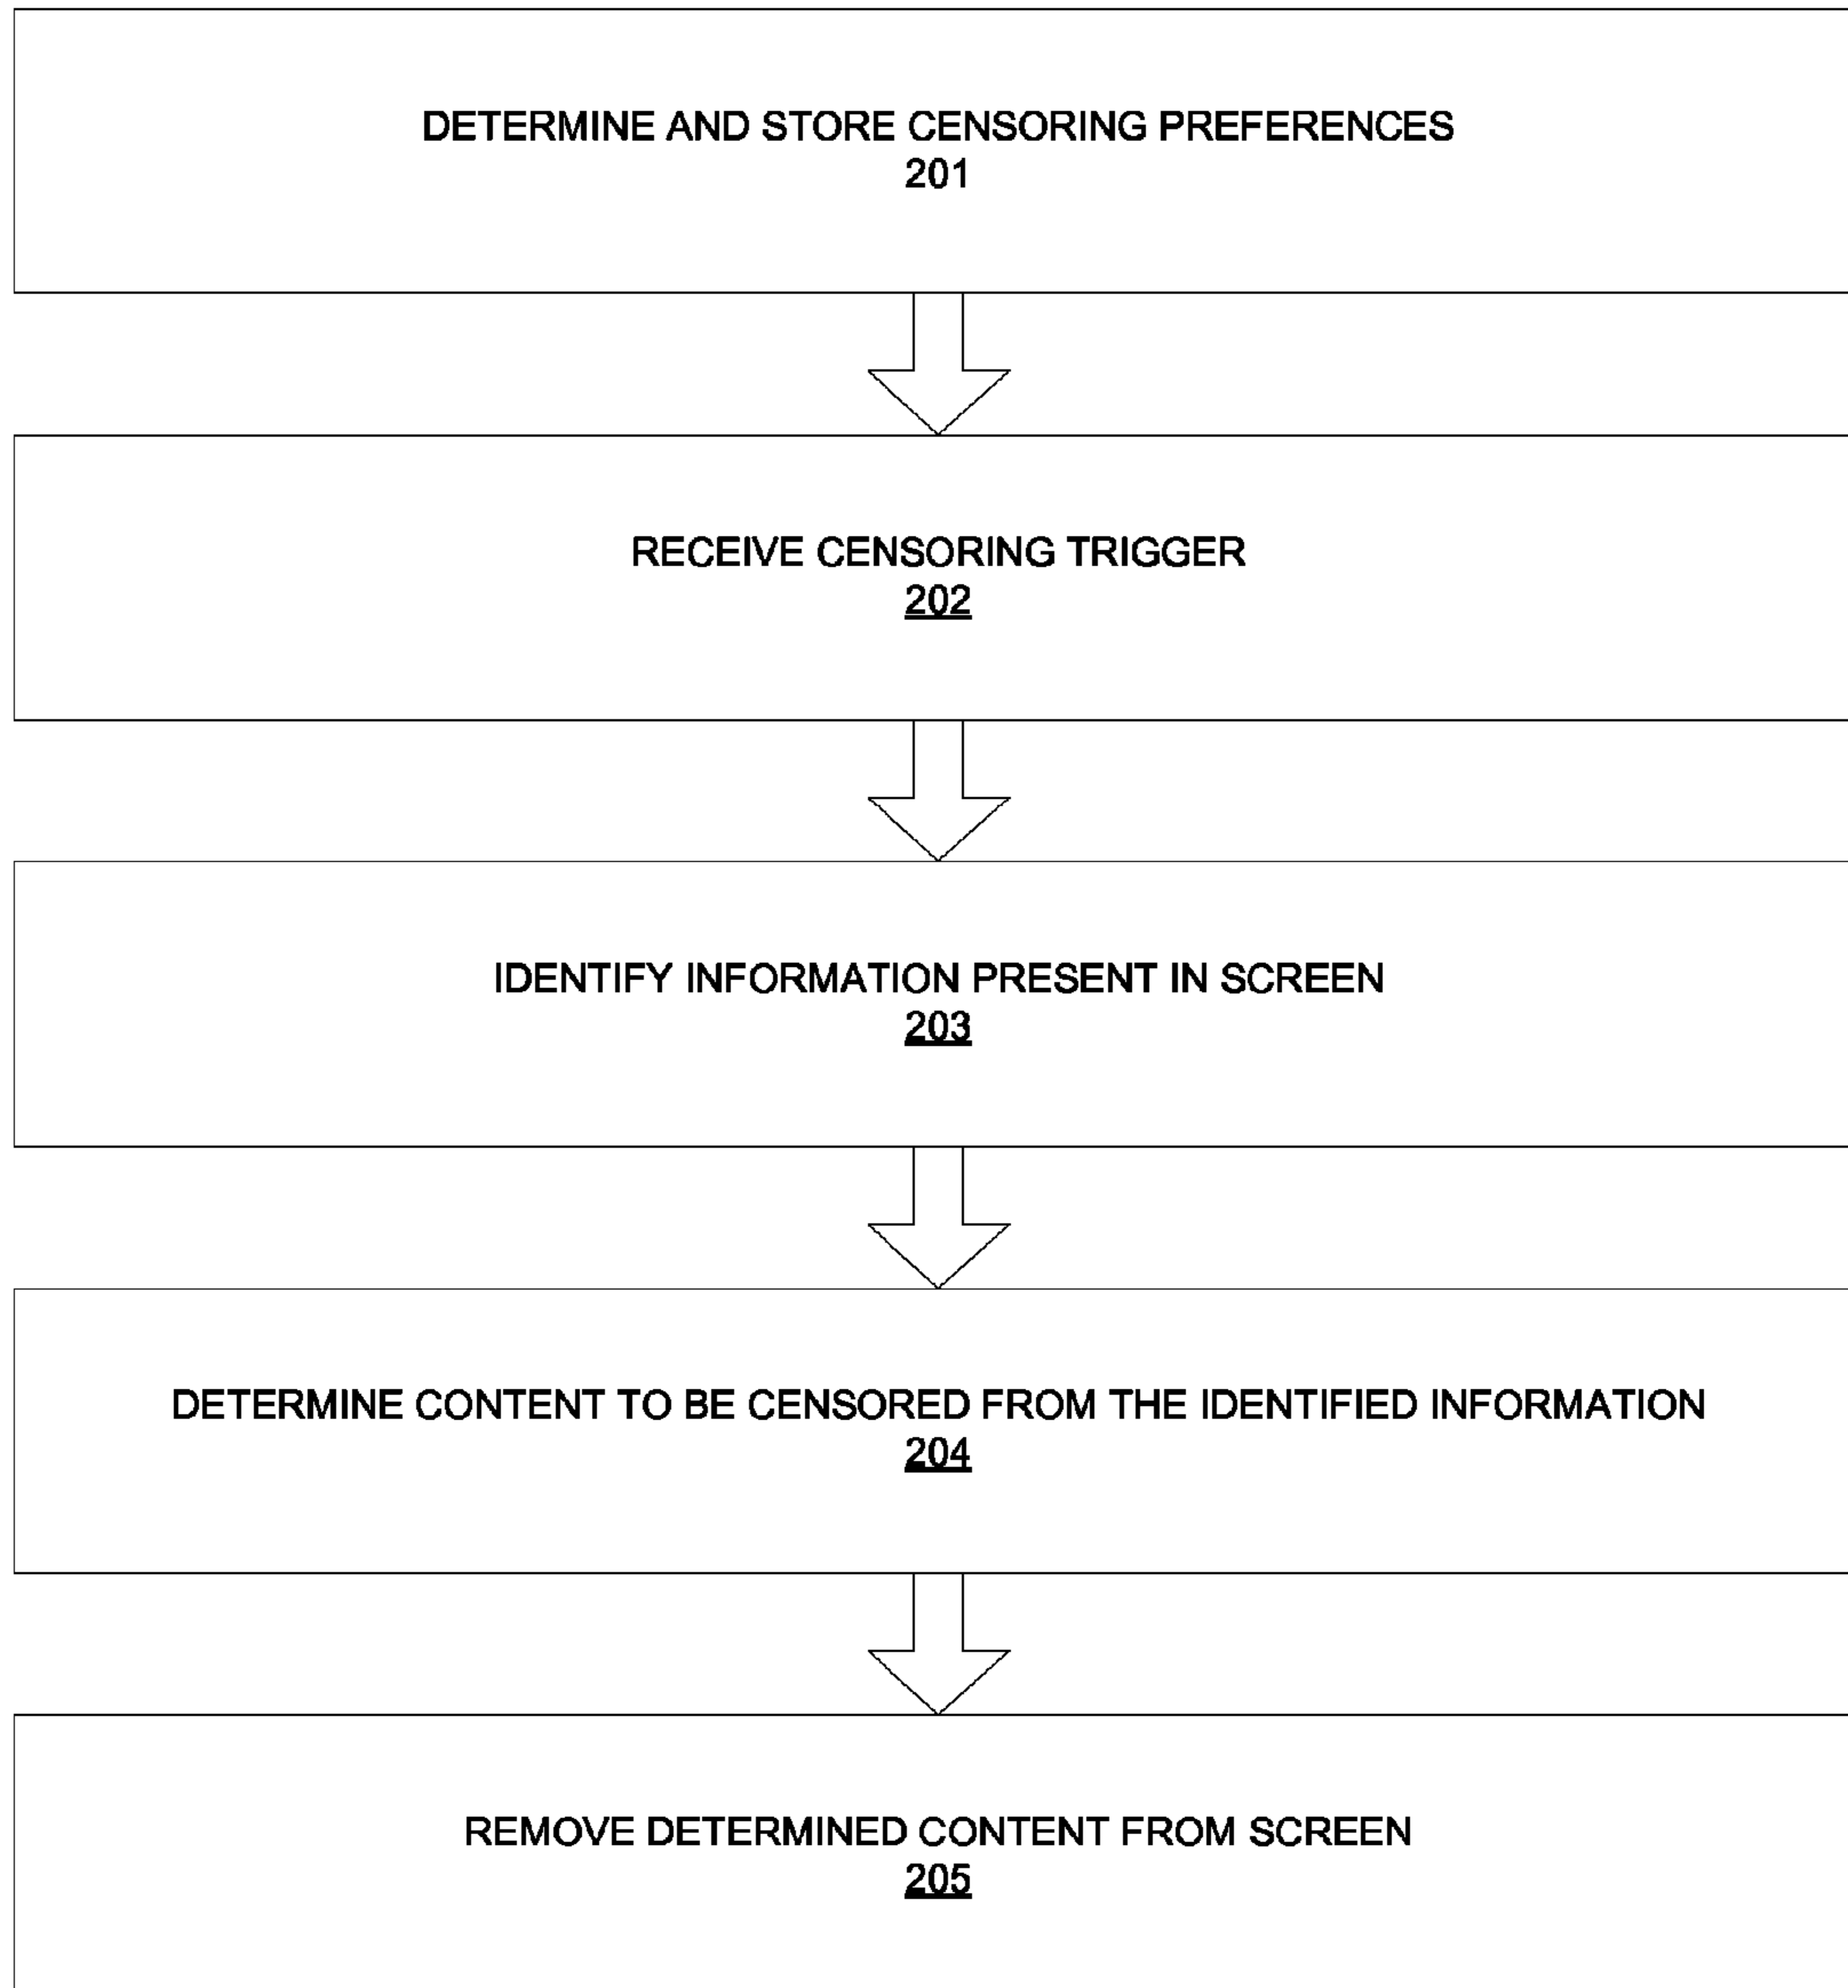 DETERMINE AND STORE CENSORING PREFERENCES
201
RECEIVE CENSORING TRIGGER
202
IDENTIFY INFORMATION PRESENT IN SCREEN
203
DETERMINE CONTENT TO BE CENSORED FROM THE IDENTIFIED INFORMATION
204
REMOVE DETERMINED CONTENT FROM SCREEN
205